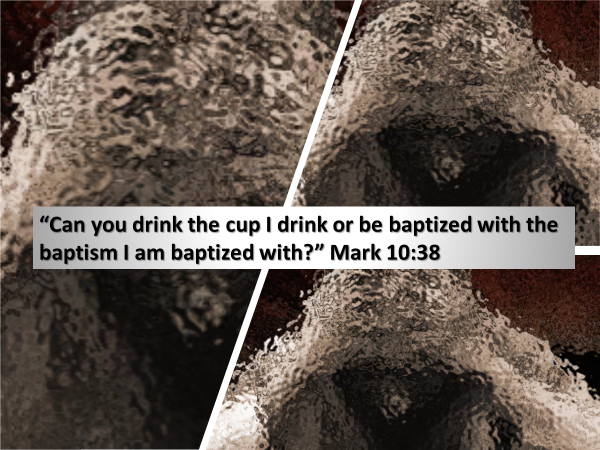 “Can you drink the cup I drink or be baptized with the
baptism I am baptized with?” Mark 10:38